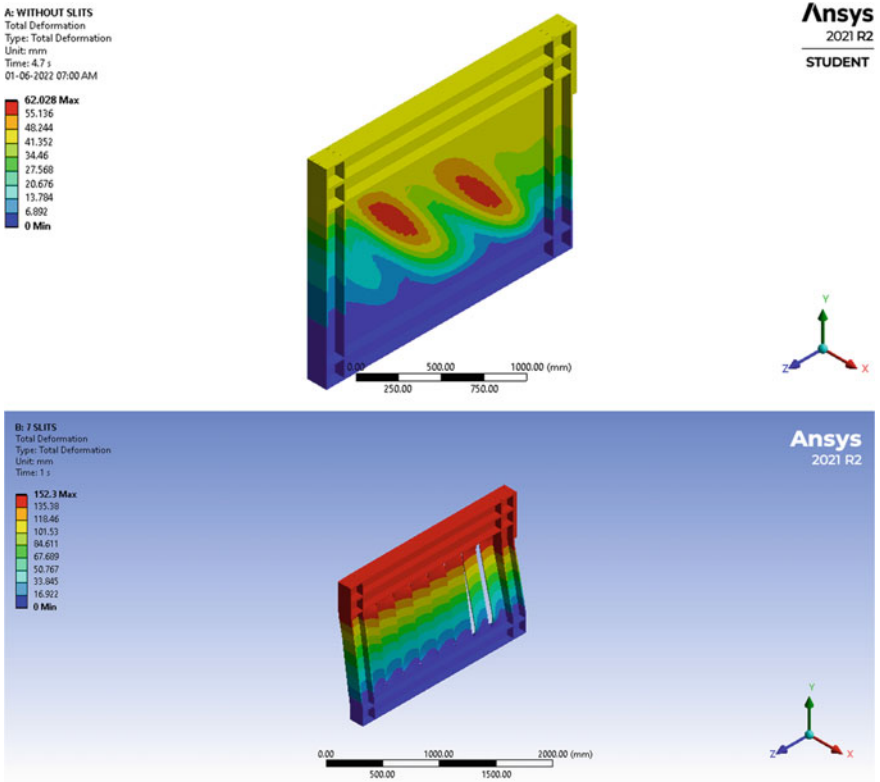 A: WITHOUT SLITS
Total Deformation
Type: Total Deformation
Unit: mm
Time: 4.7 s
01-06-2022 07:00 AM
62.028 Max
55.136
48.244
41.352
34.46
27.568
20.676
13.784
6.892
0 Min
Ansys
2021 R2
STUDENT
0.00 500.00 1000.00 (mm)
250.00 750.00
Y
Z X
B: 7 SLITS
Total Deformation
Type: Total Deformation
Unit: mm
Time: 1 s
152.3 Max
135.38
118.46
101.53
84.611
67.689
50.767
33.845
16.922
0 Min
Ansys
2021 R2
0.00 1000.00 2000.00 (mm)
500.00 1500.00
Y
Z X